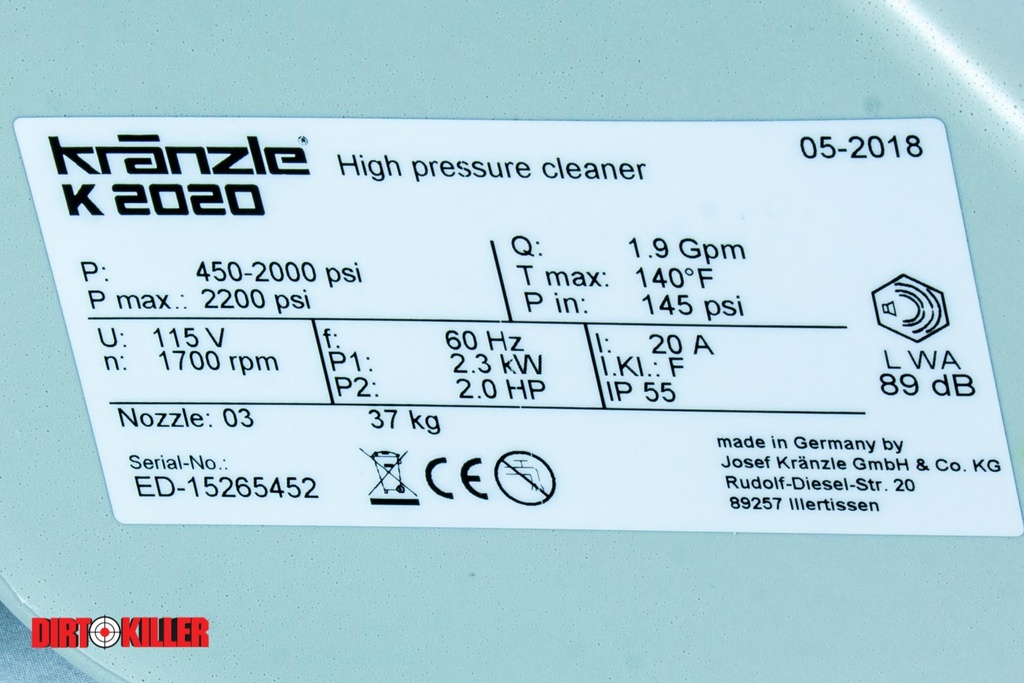 kränzle®
K 2020
High pressure cleaner
05-2018
P: 450-2000 psi
P max.: 2200 psi
Q: 1.9 Gpm
T max: 140°F
P in: 145 psi
U: 115 V
n: 1700 rpm
f: 60 Hz
P1: 2.3 kW
P2: 2.0 HP
I: 20 A
I.Kl.: F
IP 55
L WA
89 dB
Nozzle: 03 37 kg
Serial-No.:
ED-15265452
CE
made in Germany by
Josef Kränzle GmbH & Co. KG
Rudolf-Diesel-Str. 20
89257 Illertissen
DIRT KILLER